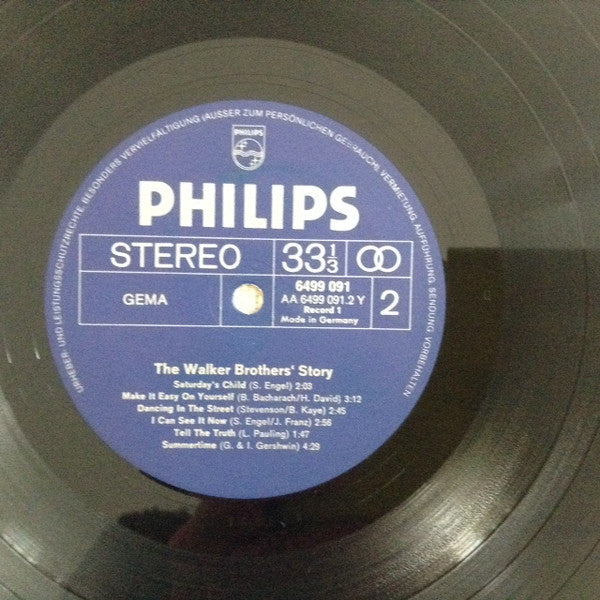 URHEBER- UND LEISTUNGSSCHUTZRECHTE, BESONDERS VERVIELFÄLTIGUNG (AUSSER ZUM PERSÖNLICHEN GEBRAUCH), VERMIETUNG, AUFFÜHRUNG, SENDUNG VORBEHALTEN
PHILIPS
PHILIPS
STEREO 33 1/3
GEMA
6499 091
AA 6499 091.2 Y
Record 1
Made in Germany
2
The Walker Brothers' Story
Saturday's Child (S. Engel) 2:03
Make It Easy On Yourself (B. Bacharach/H. David) 3:12
Dancing In The Street (Stevenson/B. Kaye) 2:45
I Can See It Now (S. Engel/J. Franz) 2:56
Tell The Truth (L. Pauling) 1:47
Summertime (G. & I. Gershwin) 4:29